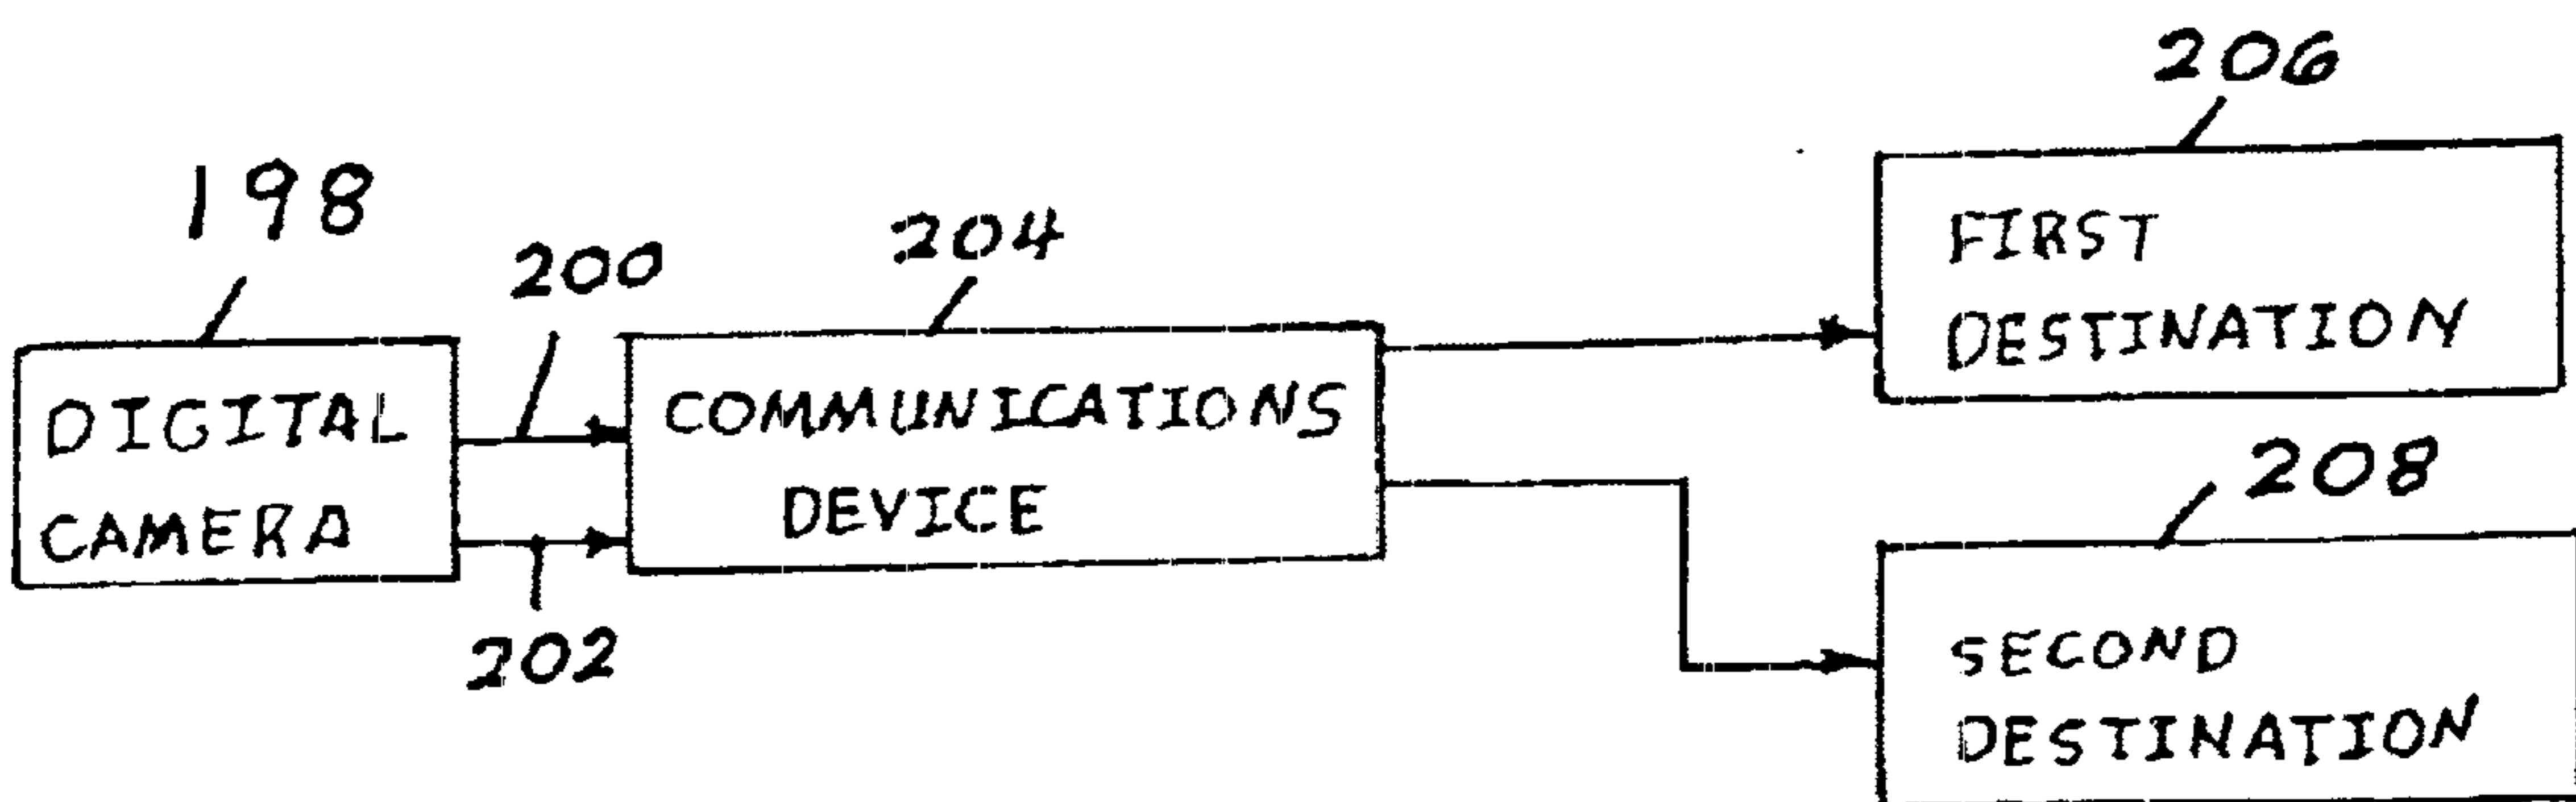 198
DIGITAL
CAMERA
200
202
204
COMMUNICATIONS
DEVICE
206
FIRST
DESTINATION
208
SECOND
DESTINATION